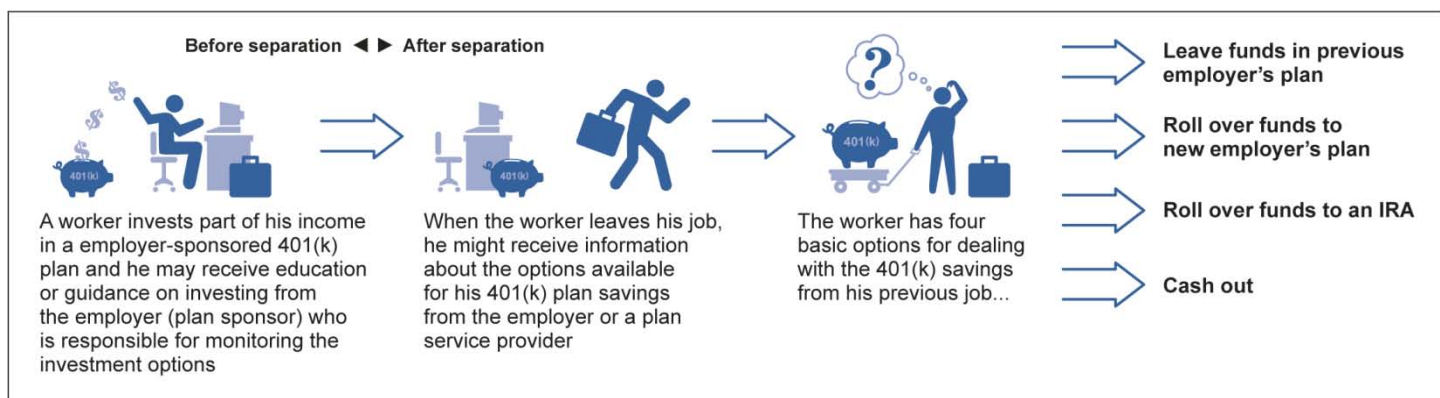 Before separation ◄ ► After separation
$ $ $ $
401(k)
A worker invests part of his income
in a employer-sponsored 401(k)
plan and he may receive education
or guidance on investing from
the employer (plan sponsor) who
is responsible for monitoring the
investment options
401(k)
When the worker leaves his job,
he might receive information
about the options available
for his 401(k) plan savings
from the employer or a plan
service provider
?
401(k)
The worker has four
basic options for dealing
with the 401(k) savings
from his previous job...
Leave funds in previous
employer’s plan
Roll over funds to
new employer’s plan
Roll over funds to an IRA
Cash out